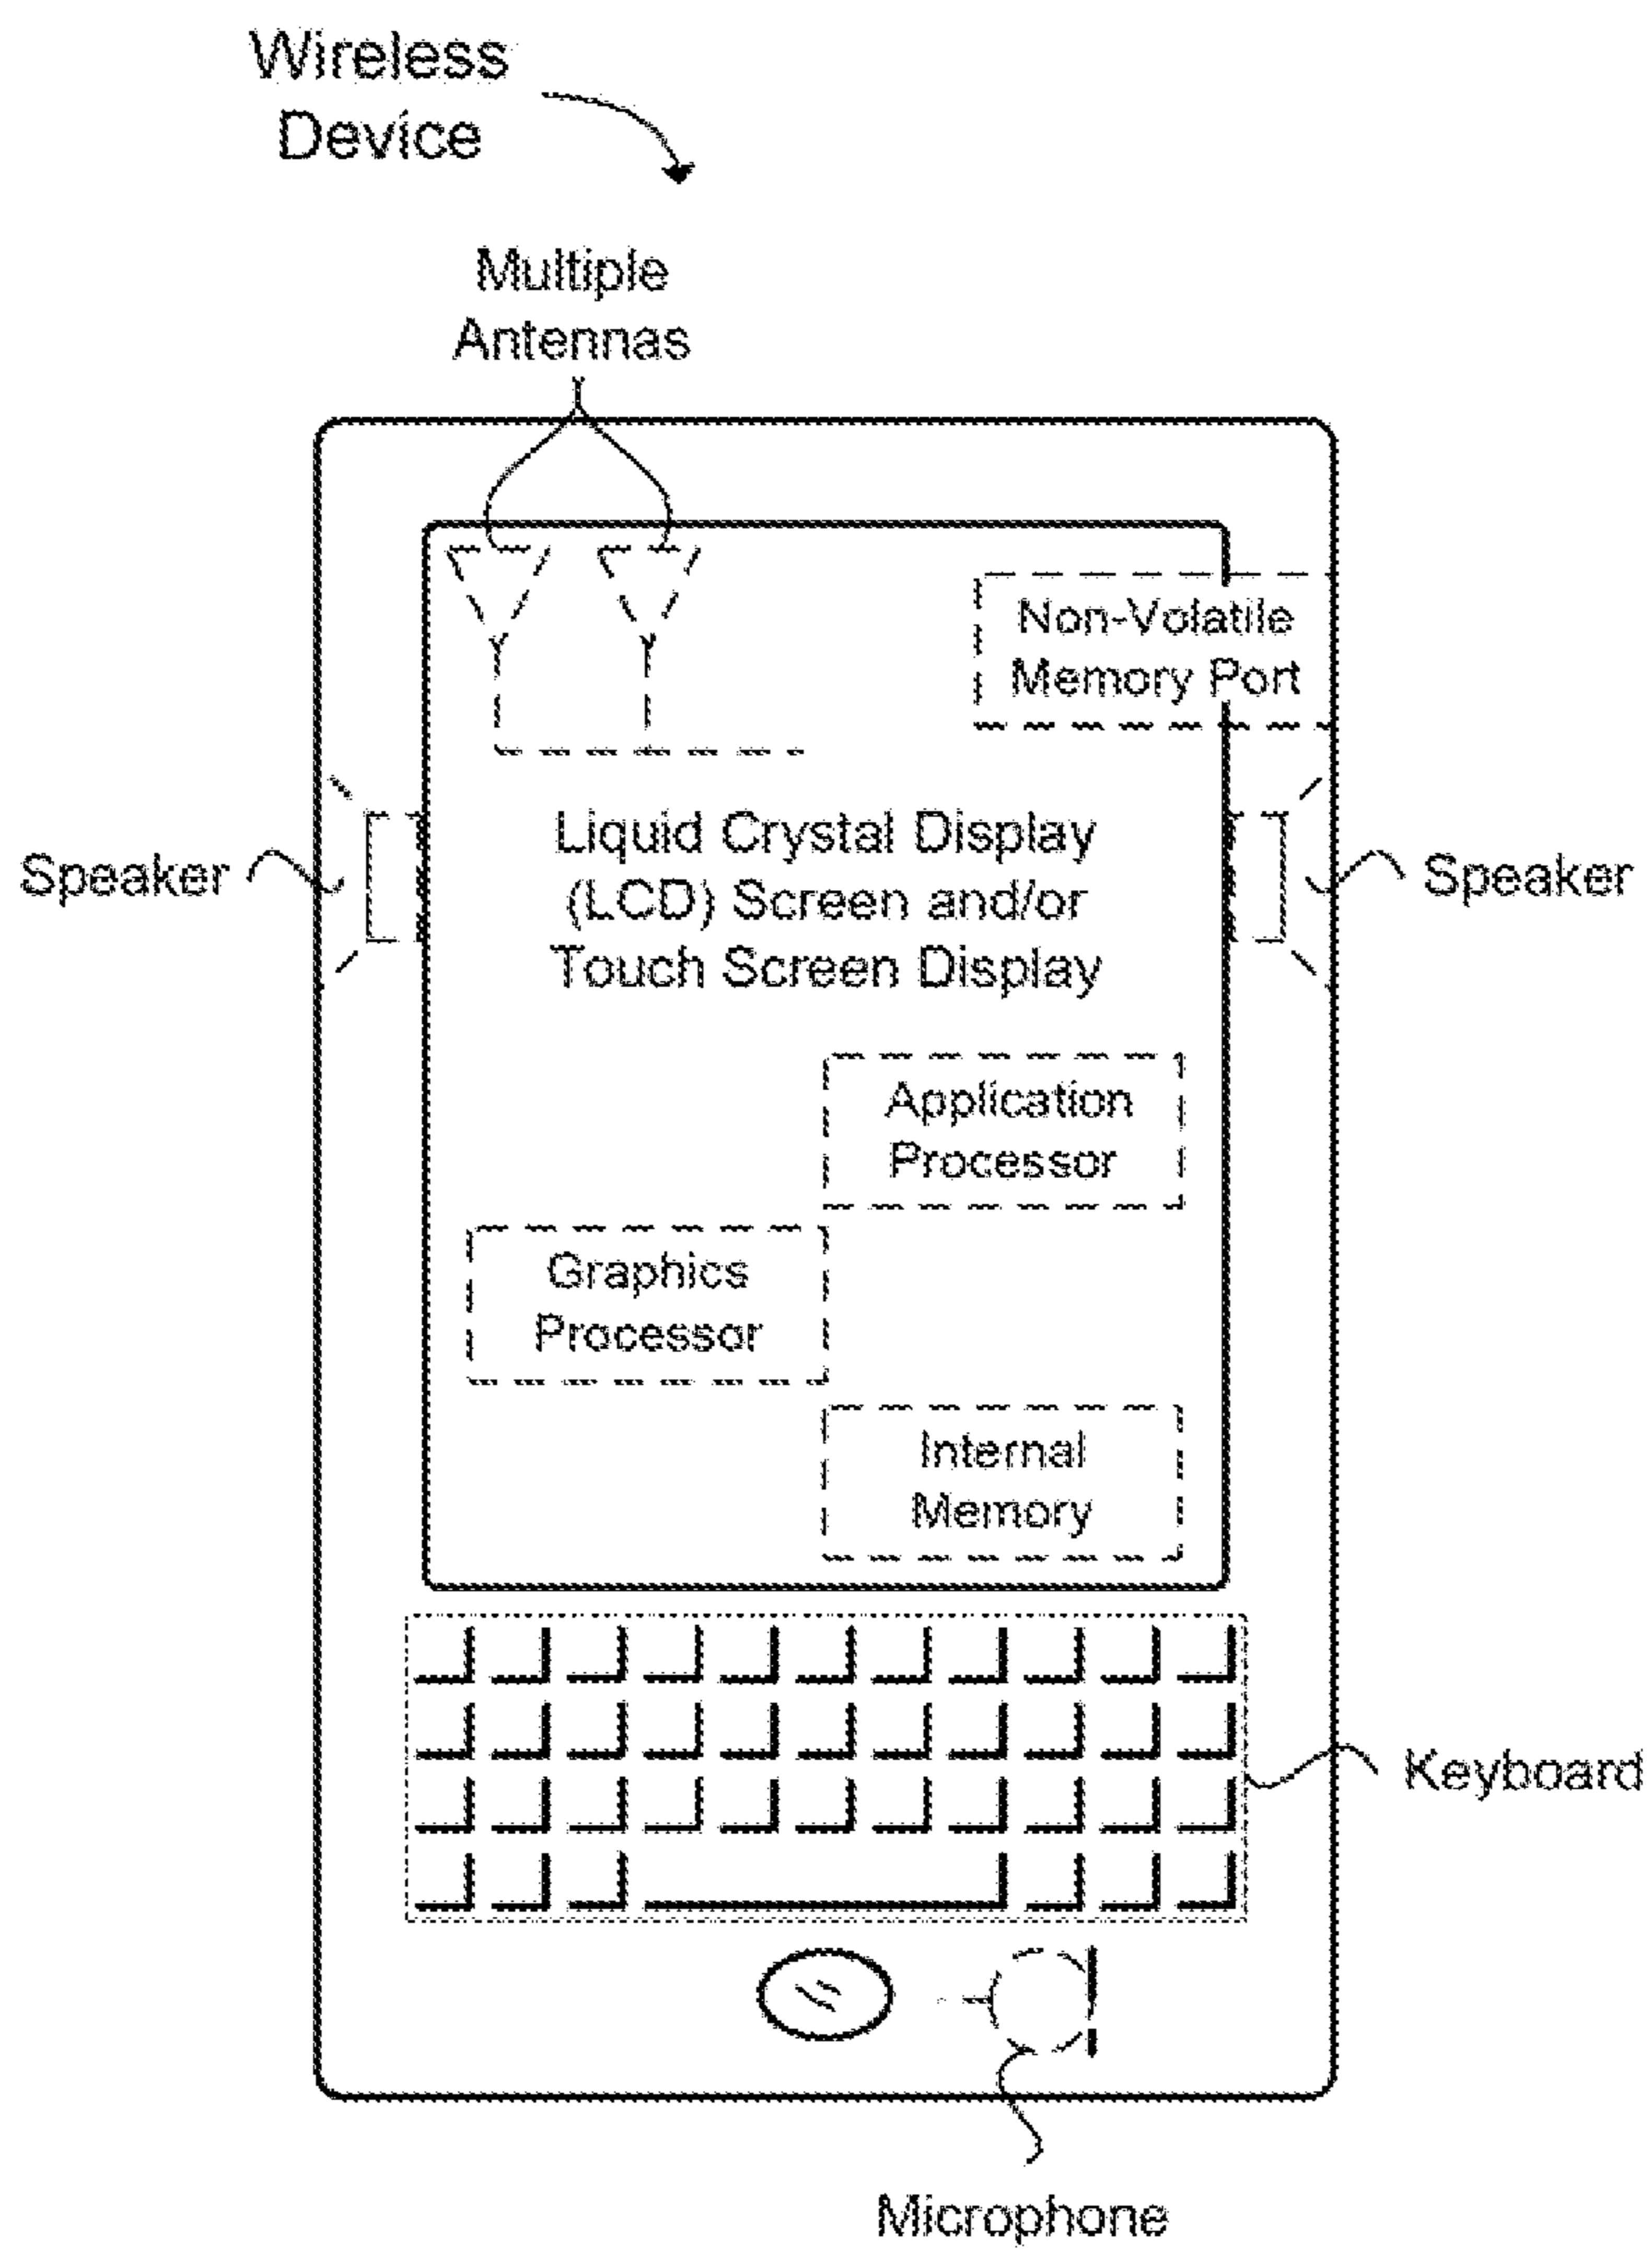 Wireless
Device
Multiple
Antennas
Non-Volatile
Memory Port
Speaker
Liquid Crystal Display
(LCD) Screen and/or
Touch Screen Display
Speaker
Application
Processor
Graphics
Processor
Internal
Memory
Keyboard
Microphone